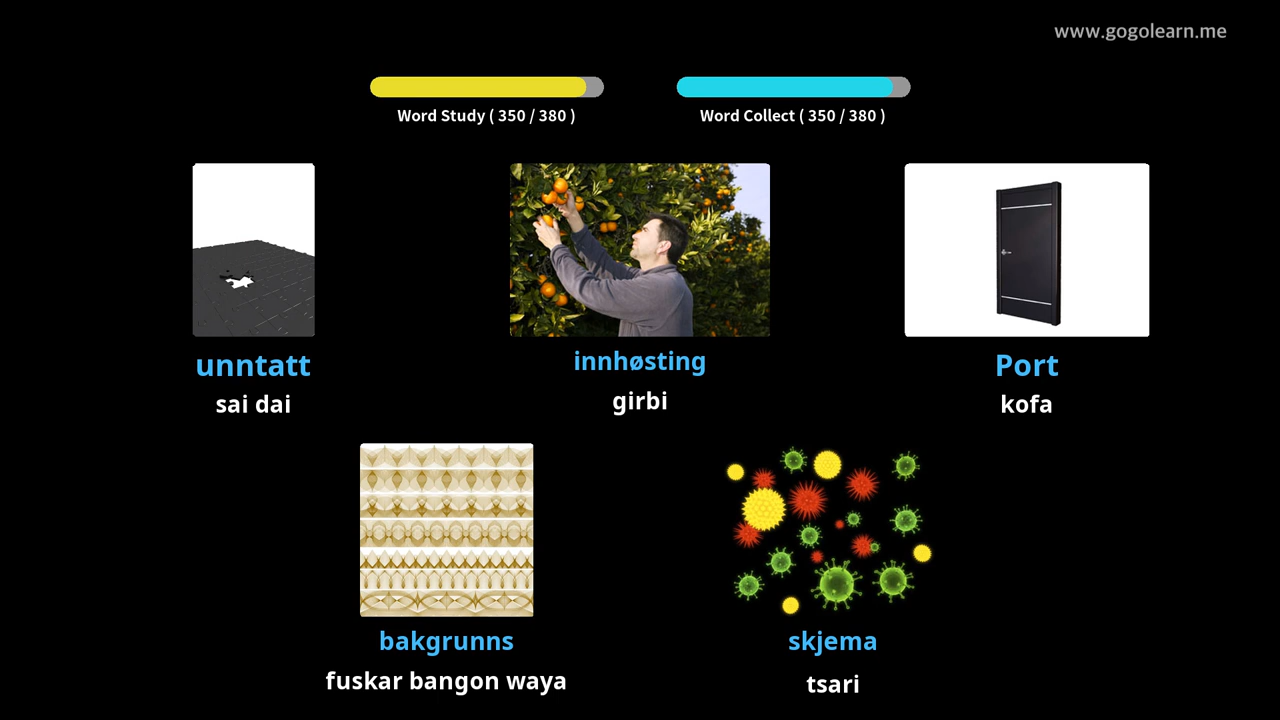 www.gogolearn.me
Word Study ( 350 / 380 )
Word Collect ( 350 / 380 )
unntatt
sai dai
innhøsting
girbi
Port
kofa
bakgrunns
fuskar bangon waya
skjema
tsari